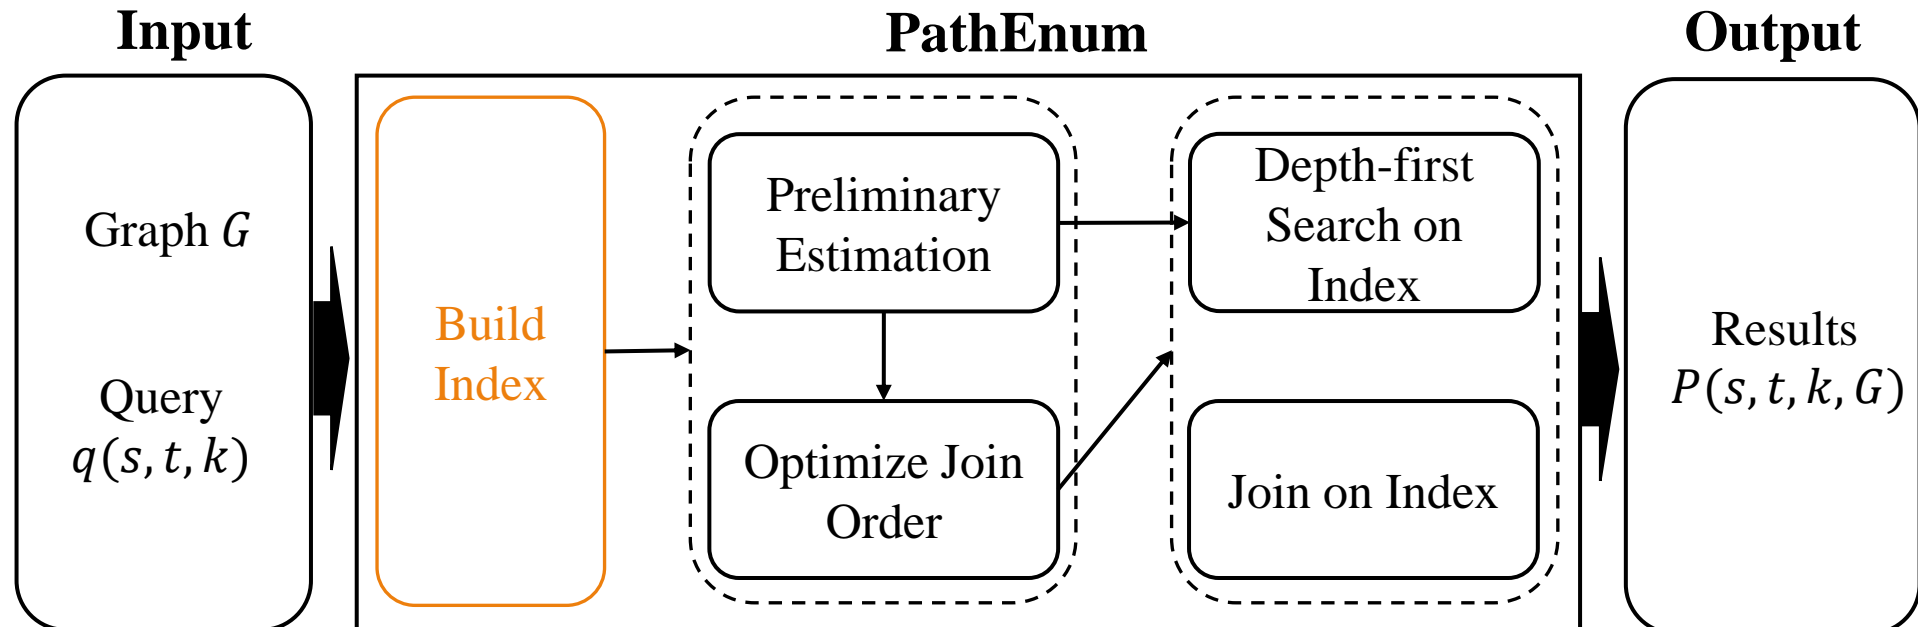 Input
PathEnum
Output
Graph G
Query
q(s, t, k)
Build
Index
Preliminary
Estimation
Optimize Join
Order
Depth-first
Search on
Index
Join on Index
Results
P(s, t, k, G)